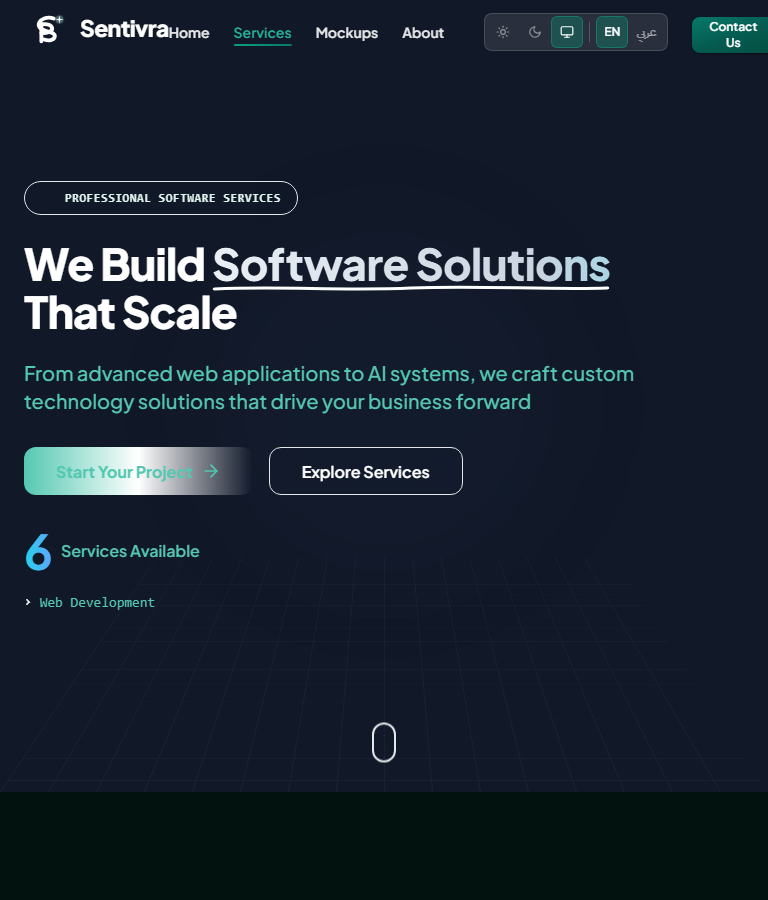 Sentivra
Home
Services
Mockups
About
EN
عربي
Contact
Us
PROFESSIONAL SOFTWARE SERVICES
We Build Software Solutions
That Scale
From advanced web applications to AI systems, we craft custom
technology solutions that drive your business forward
Start Your Project →
Explore Services
6 Services Available
› Web Development